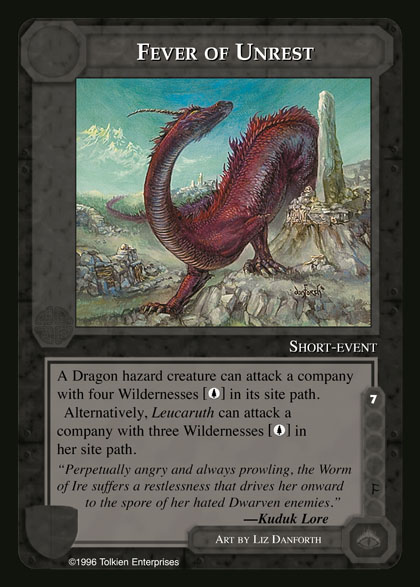 FEVER OF UNREST
DANFORTH
SHORT-EVENT
A Dragon hazard creature can attack a company
with four Wildernesses [ ] in its site path.
Alternatively, Leucaruth can attack a
company with three Wildernesses [ ] in
her site path.
7
“Perpetually angry and always prowling, the Worm
of Ire suffers a restlessness that drives her onward
to the spore of her hated Dwarven enemies.”
—Kuduk Lore
ART BY LIZ DANFORTH
©1996 Tolkien Enterprises